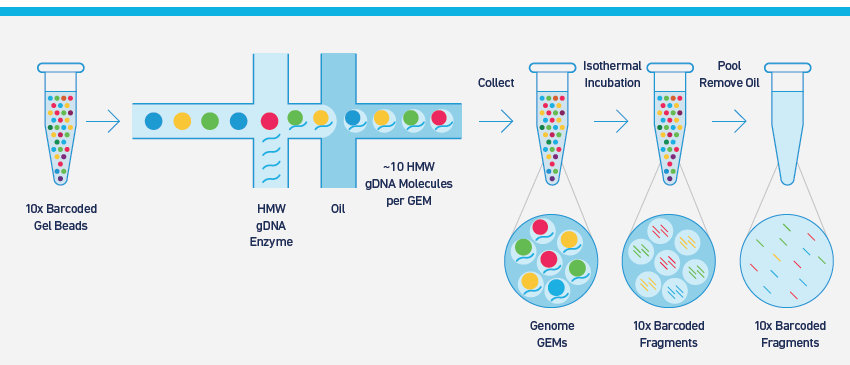 Collect
Isothermal
Incubation
Pool
Remove Oil
10x Barcoded
Gel Beads
HMW
gDNA
Enzyme
Oil
~10 HMW
gDNA Molecules
per GEM
Genome
GEMs
10x Barcoded
Fragments
10x Barcoded
Fragments